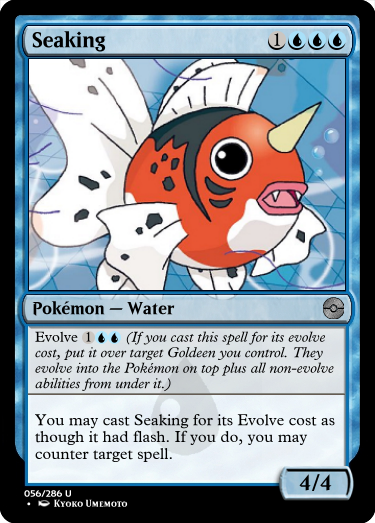 Seaking 1
Pokémon — Water
Evolve 1 (If you cast this spell for its evolve
cost, put it over target Goldeen you control. They
evolve into the Pokémon on top plus all non-evolve
abilities from under it.)
You may cast Seaking for its Evolve cost as
though it had flash. If you do, you may
counter target spell.
4/4
056/286 U
• Kyoko Umemoto